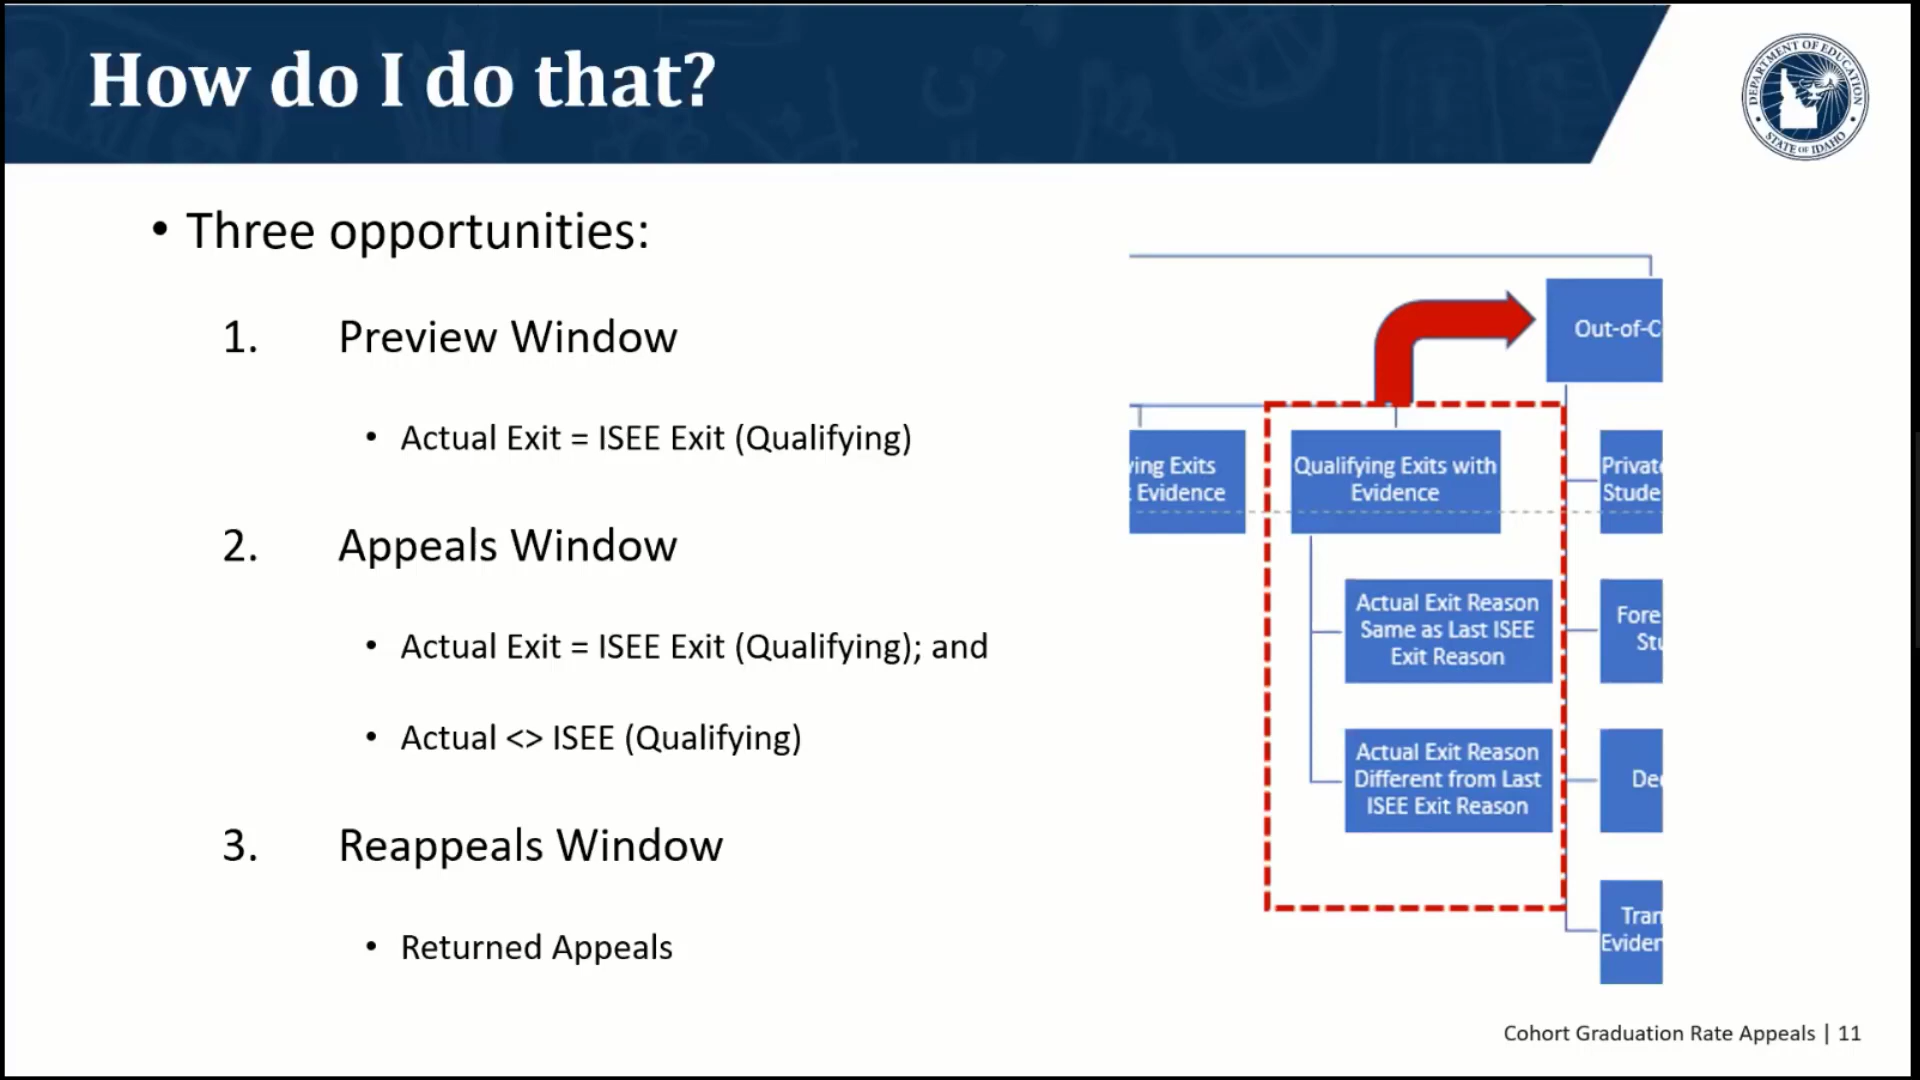 How do I do that?
DEPARTMENT OF EDUCATION
STATE OF IDAHO
• Three opportunities:
1. Preview Window
• Actual Exit = ISEE Exit (Qualifying)
2. Appeals Window
• Actual Exit = ISEE Exit (Qualifying); and
• Actual <> ISEE (Qualifying)
3. Reappeals Window
• Returned Appeals
Out-of-C
ying Exits
Evidence
Qualifying Exits with
Evidence
Private
Stude
Actual Exit Reason
Same as Last ISEE
Exit Reason
Fore
Stu
Actual Exit Reason
Different from Last
ISEE Exit Reason
Dec
Tran
Eviden
Cohort Graduation Rate Appeals | 11